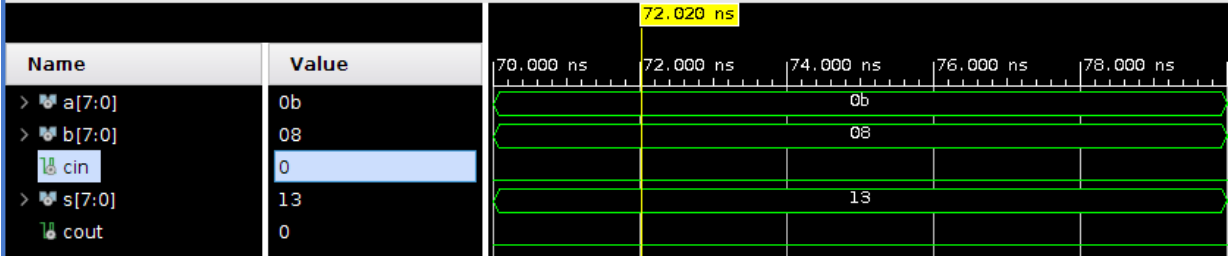 72.020 ns
Name Value 70.000 ns 72.000 ns 74.000 ns 76.000 ns 78.000 ns
a[7:0] 0b 0b
b[7:0] 08 08
cin 0
s[7:0] 13 13
cout 0